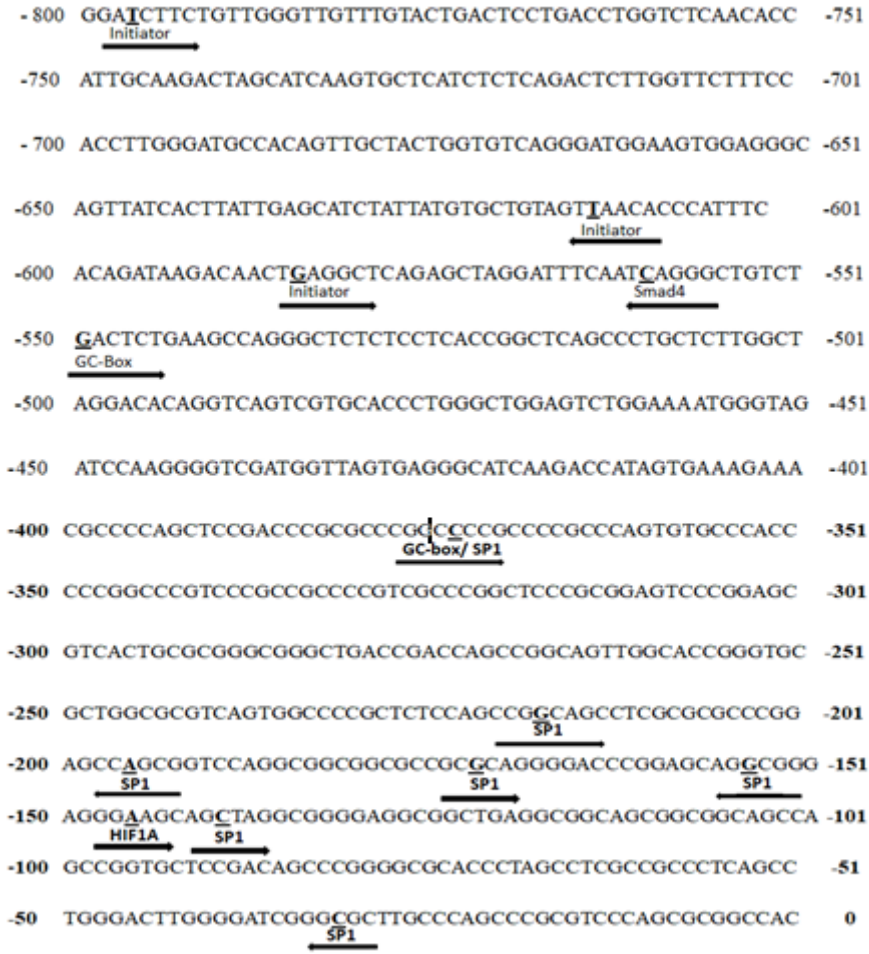 - 800 GGATCTTCTGTTGGGTTGTTTGTACTGACTCCTGACCTGGTCTCAACACC -751
Initiator
-750 ATTGCAAGACTAGCATCAAGTGCTCATCTCTCAGACTCTTGGTTCTTTCC -701
- 700 ACCTTGGGATGCCACAGTTGCTACTGGTGTCAGGGATGGAAGTGGAGGGC -651
-650 AGTTATCACTTATTGAGCATCTATTATGTGCTGTAGTTAACACCCATTTC -601
Initiator
-600 ACAGATAAGACAACTGAGGCTCAGAGCTAGGATTTCAATCAGGGCTGTCT -551
Initiator Smad4
-550 GACTCTGAAGCCAGGGCTCTCTCCTCACCGGCTCAGCCCTGCTCTTGGCT -501
GC-Box
-500 AGGACACAGGTCAGTCGTGCACCCTGGGCTGGAGTCTGGAAAATGGGTAG -451
-450 ATCCAAGGGGTCGATGGTTAGTGAGGGCATCAAGACCATAGTGAAAGAAA -401
-400 CGCCCCAGCTCCGACCCGCGCCCGCCCCCGCCCCGCCCAGTGTGCCCACC -351
GC-box/ SP1
-350 CCCGGCCCGTCCCGCCGCCCCGTCGCCCGGCTCCCGCGGAGTCCCGGAGC -301
-300 GTCACTGCGCGGGCGGGCTGACCGACCAGCCGGCAGTTGGCACCGGGTGC -251
-250 GCTGGCGCGTCAGTGGCCCCGCTCTCCAGCCGGCAGCCTCGCGCGCCCGG -201
SP1
-200 AGCCAGCGGTCCAGGCGGCGGCGCCGCGCAGGGGACCCGGAGCAGGCGGG -151
SP1 SP1 SP1
-150 AGGGAAGCAGCTAGGCGGGGAGGCGGCTGAGGCGGCAGCGGCGGCAGCCA -101
HIF1A SP1
-100 GCCGGTGCTCCGACAGCCCGGGGCGCACCCTAGCCTCGCCGCCCTCAGCC -51
-50 TGGGACTTGGGGATCGGGCGCTTGCCCAGCCCGCGTCCCAGCGCGGCCAC 0
SP1